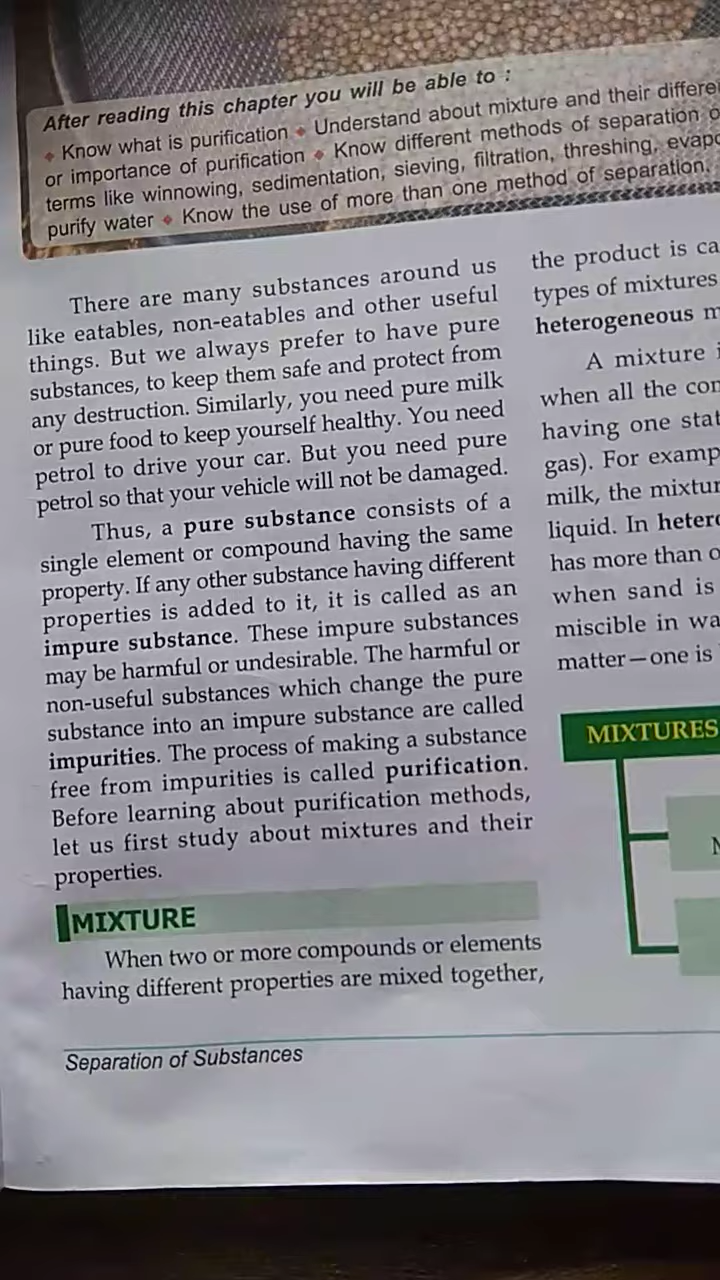 After reading this chapter you will be able to :
Know what is purification Understand about mixture and their
or importance of purification Know different methods of separation
terms like winnowing, sedimentation, sieving, filtration, threshing,
purify water Know the use of more than one method of separation.
There are many substances around us
like eatables, non-eatables and other useful
things. But we always prefer to have pure
substances, to keep them safe and protect from
any destruction. Similarly, you need pure milk
or pure food to keep yourself healthy. You need
petrol to drive your car. But you need pure
petrol so that your vehicle will not be damaged.
Thus, a pure substance consists of a
single element or compound having the same
property. If any other substance having different
properties is added to it, it is called as an
impure substance. These impure substances
may be harmful or undesirable. The harmful or
non-useful substances which change the pure
substance into an impure substance are called
impurities. The process of making a substance
free from impurities is called purification.
Before learning about purification methods,
let us first study about mixtures and their
properties.
MIXTURE
When two or more compounds or elements
having different properties are mixed together,
the product is
types of mixtures
heterogeneous
A mixture
when all the
having one
gas). For
milk, the
liquid. In
has more than
when sand is
miscible in
matter—one is
MIXTURES
Separation of Substances